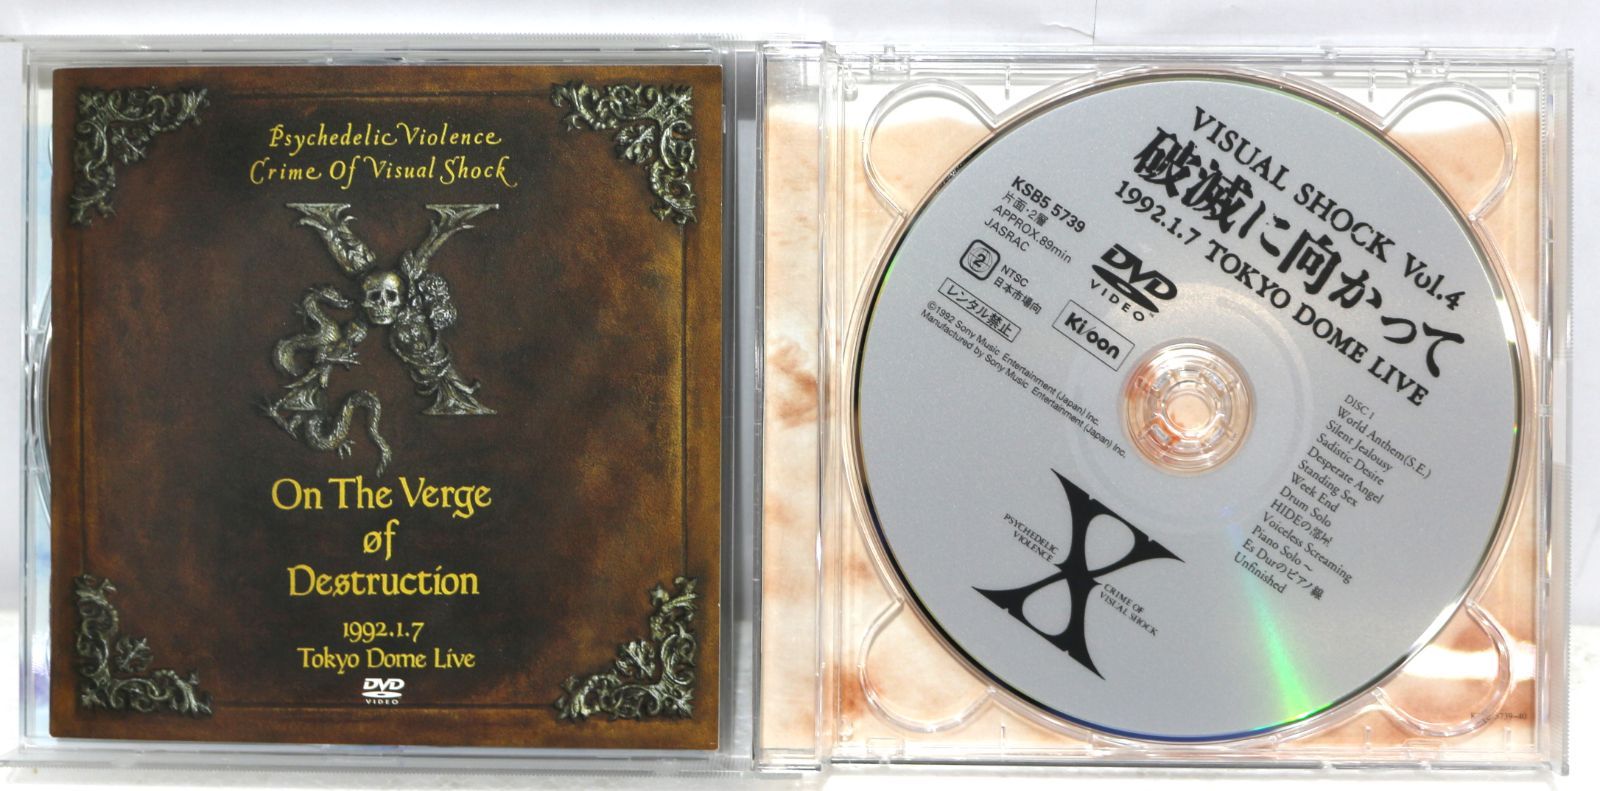 Psychedelic Violence
Crime Of Visual Shock
X
On The Verge
of
Destruction
1992.1.7
Tokyo Dome Live
DVD
VIDEO
VISUAL SHOCK Vol.4
破滅に向かって
1992.1.7 TOKYO DOME LIVE
KSB5 5739
片面・2層
APPROX.89min
JASRAC
2
NTSC
日本市場向
レンタル禁止
DVD
VIDEO
Ki/oon
©1992 Sony Music Entertainment (Japan) Inc.
Manufactured by Sony Music Entertainment (Japan) Inc.
DISC 1
World Anthem(S.E.)
Silent Jealousy
Sadistic Desire
Desperate Angel
Standing Sex
Week End
Drum Solo
HIDEの部屋
Voiceless Screaming
Piano Solo～
Es Durのピアノ線
Unfinished
X
PSYCHEDELIC
VIOLENCE
CRIME OF
VISUAL SHOCK
5739-40